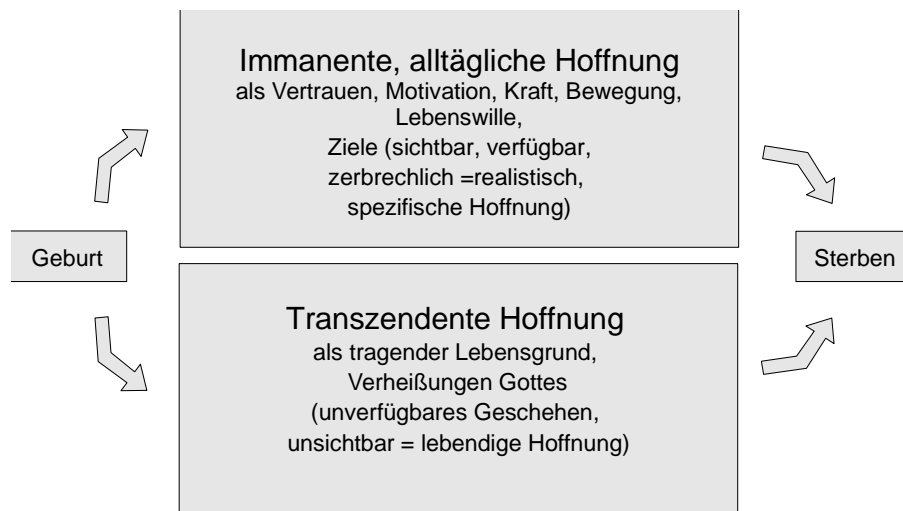 Immanente, alltägliche Hoffnung
als Vertrauen, Motivation, Kraft, Bewegung,
Lebenswille,
Ziele (sichtbar, verfügbar,
zerbrechlich =realistisch,
spezifische Hoffnung)
Geburt
Sterben
Transzendente Hoffnung
als tragender Lebensgrund,
Verheißungen Gottes
(unverfügbares Geschehen,
unsichtbar = lebendige Hoffnung)